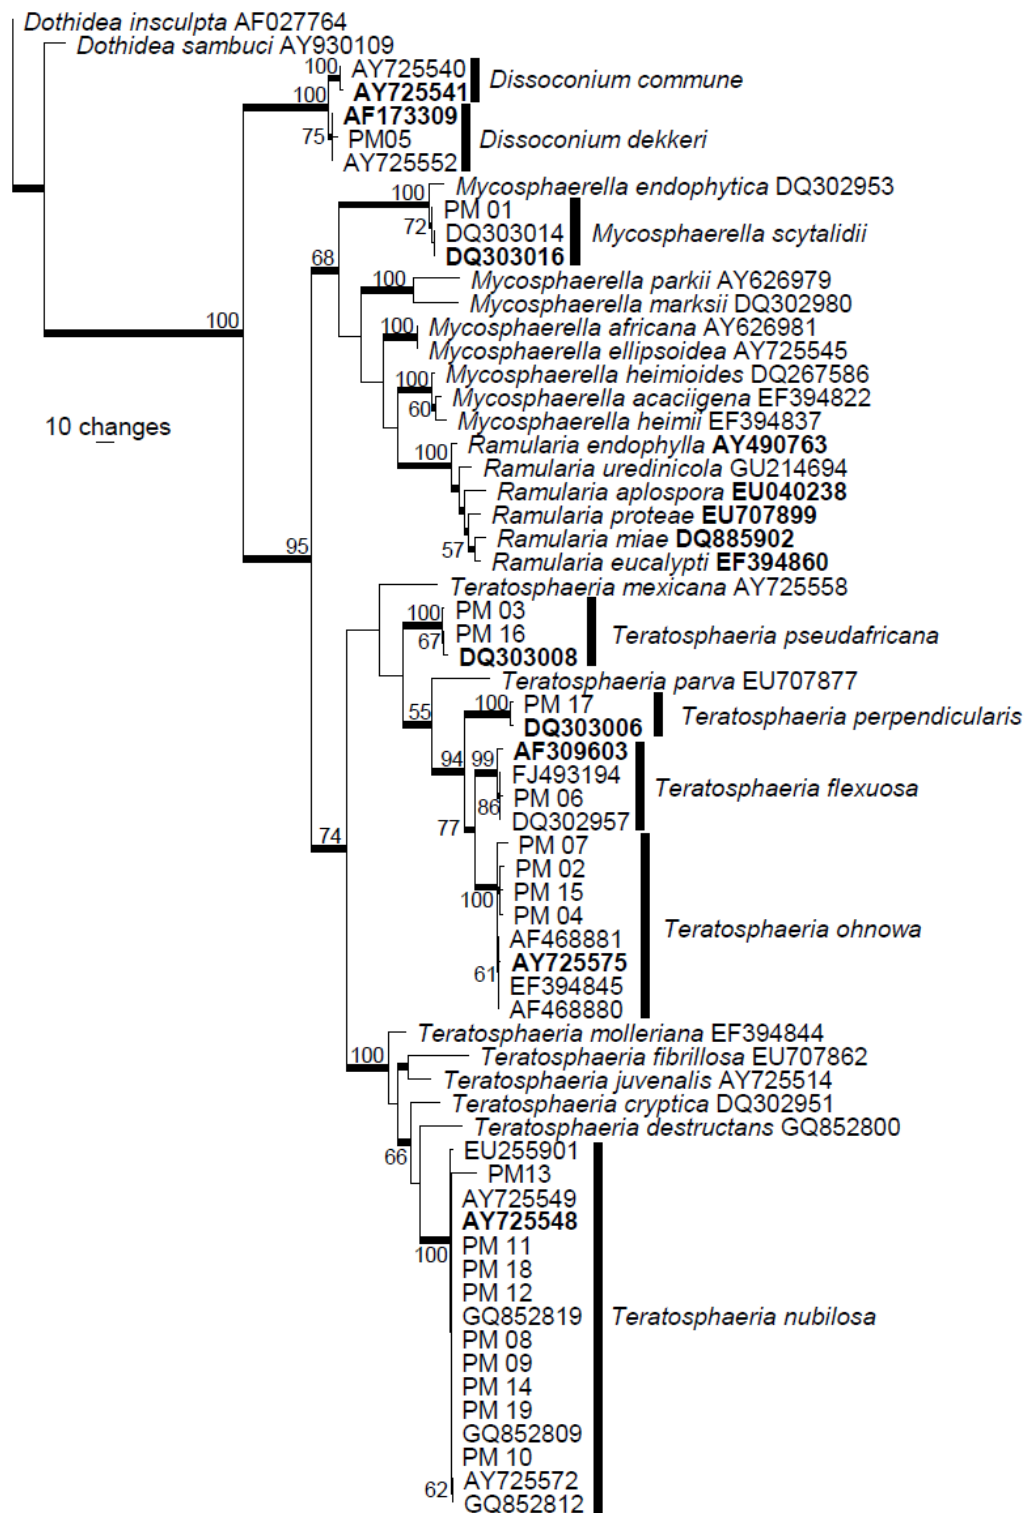 Dothidea insculpta AF027764
Dothidea sambuci AY930109
100 AY725540
AY725541
Dissoconium commune
100
AF173309
75 PM05
AY725552
Dissoconium dekkeri
100 Mycosphaerella endophytica DQ302953
PM 01
72 DQ303014
DQ303016
Mycosphaerella scytalidii
68
100 Mycosphaerella parkii AY626979
Mycosphaerella marksii DQ302980
100
100 Mycosphaerella africana AY626981
Mycosphaerella ellipsoidea AY725545
100 Mycosphaerella heimioides DQ267586
Mycosphaerella acaciigena EF394822
60
Mycosphaerella heimii EF394837
10 changes
100 Ramularia endophylla AY490763
Ramularia uredinicola GU214694
Ramularia aplospora EU040238
Ramularia proteae EU707899
Ramularia miae DQ885902
95
57
Ramularia eucalypti EF394860
Teratosphaeria mexicana AY725558
100 PM 03
67 PM 16
DQ303008
Teratosphaeria pseudafricana
Teratosphaeria parva EU707877
55
100 PM 17
DQ303006
Teratosphaeria perpendicularis
94
99 AF309603
FJ493194
86 PM 06
DQ302957
Teratosphaeria flexuosa
77
74
PM 07
PM 02
100 PM 15
PM 04
AF468881
AY725575
61
EF394845
AF468880
Teratosphaeria ohnowa
Teratosphaeria molleriana EF394844
100
Teratosphaeria fibrillosa EU707862
Teratosphaeria juvenalis AY725514
Teratosphaeria cryptica DQ302951
Teratosphaeria destructans GQ852800
66
EU255901
PM13
AY725549
AY725548
100
PM 11
PM 18
PM 12
GQ852819
PM 08
PM 09
PM 14
PM 19
GQ852809
PM 10
62 AY725572
GQ852812
Teratosphaeria nubilosa